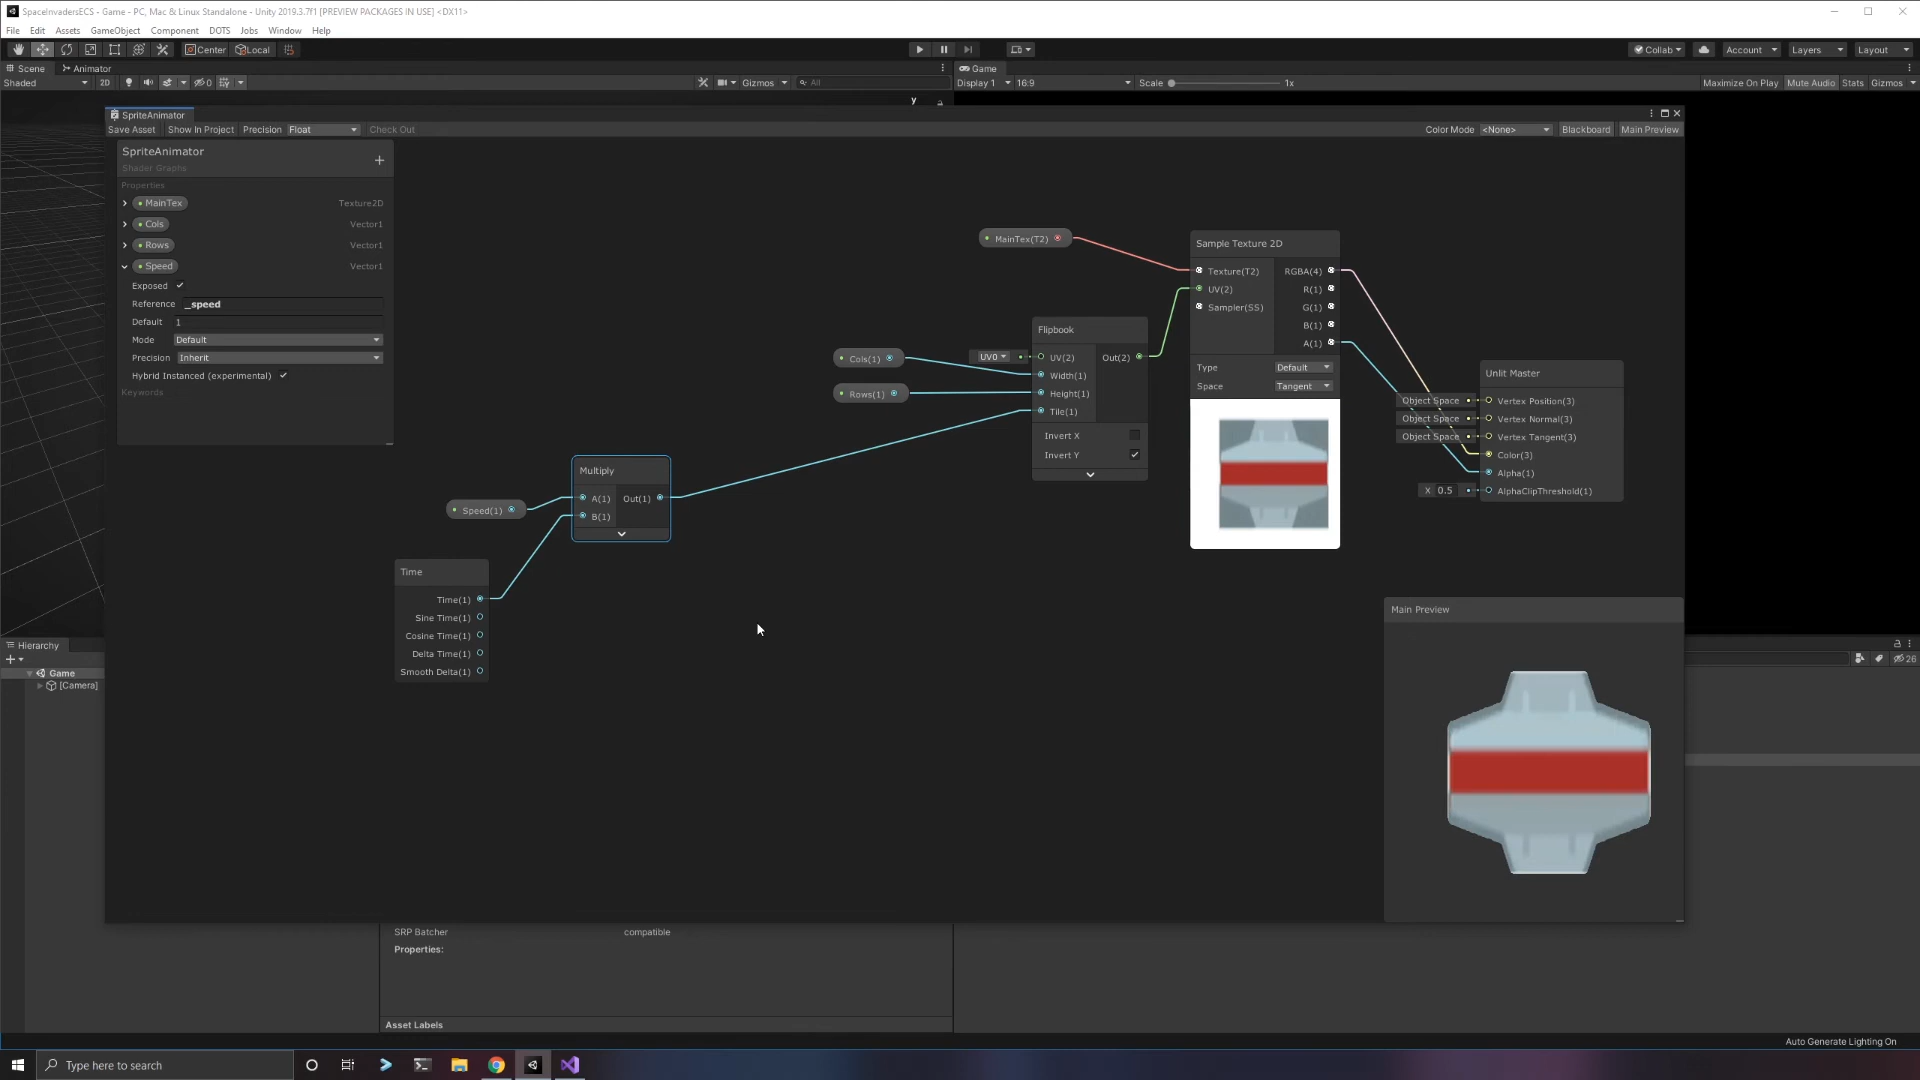 SpaceInvadersECS - Game - PC, Mac & Linux Standalone - Unity 2019.3.7f1 [PREVIEW PACKAGES IN USE] <DX11>
File Edit Assets GameObject Component DOTS Jobs Window Help
Center Local Collab Account Layers Layout
Scene Animator Game
Shaded 2D 0 Gizmos All Display 1 16:9 Scale 1x Maximize On Play Mute Audio Stats Gizmos
y
SpriteAnimator
Save Asset Show In Project Precision Float Check Out Color Mode <None> Blackboard Main Preview
SpriteAnimator
Shader Graphs
Properties
MainTex Texture2D
Cols Vector1
Rows Vector1
Speed Vector1
Exposed
Reference _speed
Default 1
Mode Default
Precision Inherit
Hybrid Instanced (experimental)
Keywords
MainTex(T2)
Sample Texture 2D
Texture(T2) RGBA(4)
UV(2) R(1)
Sampler(SS) G(1)
B(1)
A(1)
Type Default
Space Tangent
Flipbook
UV0 UV(2) Out(2)
Cols(1) Width(1)
Rows(1) Height(1)
Tile(1)
Invert X
Invert Y
Unlit Master
Object Space Vertex Position(3)
Object Space Vertex Normal(3)
Object Space Vertex Tangent(3)
Color(3)
Alpha(1)
X 0.5 AlphaClipThreshold(1)
Multiply
Speed(1) A(1) Out(1)
B(1)
Time
Time(1)
Sine Time(1)
Cosine Time(1)
Delta Time(1)
Smooth Delta(1)
Main Preview
Hierarchy
26
Game
[Camera]
SRP Batcher compatible
Properties:
Asset Labels
Auto Generate Lighting On
Type here to search